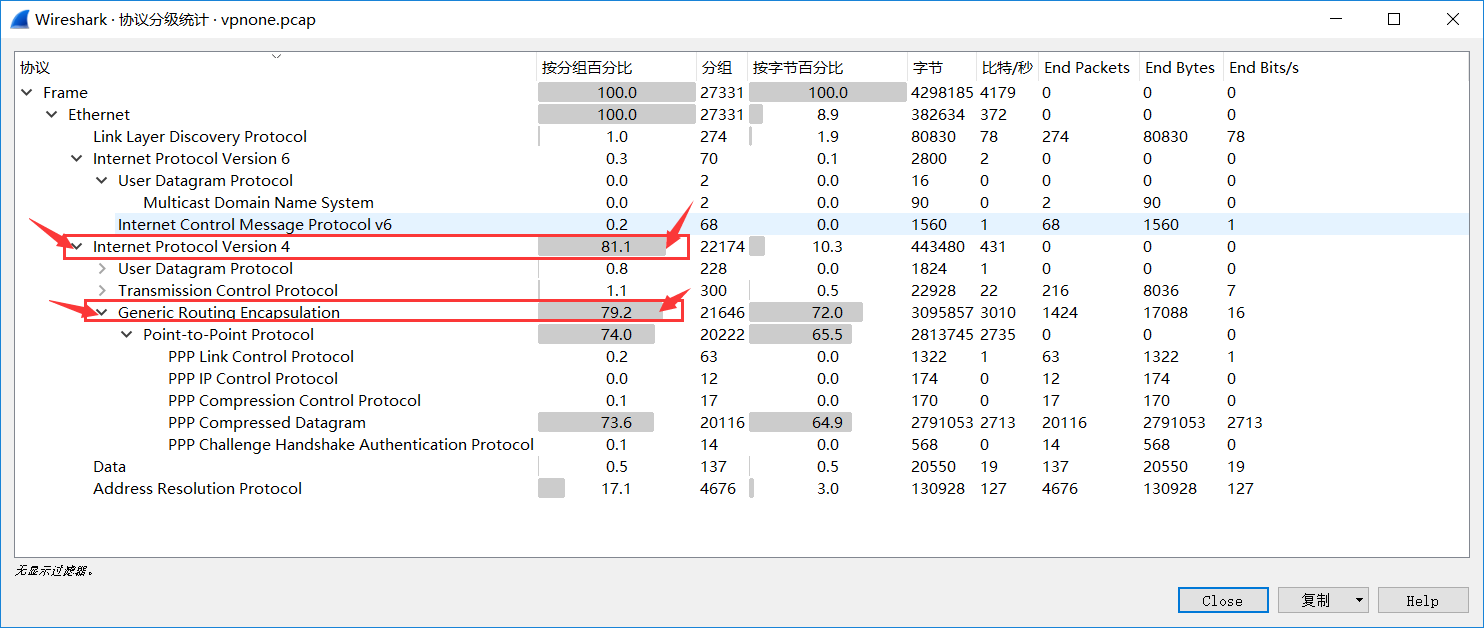 Wireshark · 协议分级统计 · vpnone.pcap
协议 按分组百分比 分组 按字节百分比 字节 比特/秒 End Packets End Bytes End Bits/s
Frame 100.0 27331 100.0 4298185 4179 0 0 0
Ethernet 100.0 27331 8.9 382634 372 0 0 0
Link Layer Discovery Protocol 1.0 274 1.9 80830 78 274 80830 78
Internet Protocol Version 6 0.3 70 0.1 2800 2 0 0 0
User Datagram Protocol 0.0 2 0.0 16 0 0 0 0
Multicast Domain Name System 0.0 2 0.0 90 0 2 90 0
Internet Control Message Protocol v6 0.2 68 0.0 1560 1 68 1560 1
Internet Protocol Version 4 81.1 22174 10.3 443480 431 0 0 0
User Datagram Protocol 0.8 228 0.0 1824 1 0 0 0
Transmission Control Protocol 1.1 300 0.5 22928 22 216 8036 7
Generic Routing Encapsulation 79.2 21646 72.0 3095857 3010 1424 17088 16
Point-to-Point Protocol 74.0 20222 65.5 2813745 2735 0 0 0
PPP Link Control Protocol 0.2 63 0.0 1322 1 63 1322 1
PPP IP Control Protocol 0.0 12 0.0 174 0 12 174 0
PPP Compression Control Protocol 0.1 17 0.0 170 0 17 170 0
PPP Compressed Datagram 73.6 20116 64.9 2791053 2713 20116 2791053 2713
PPP Challenge Handshake Authentication Protocol 0.1 14 0.0 568 0 14 568 0
Data 0.5 137 0.5 20550 19 137 20550 19
Address Resolution Protocol 17.1 4676 3.0 130928 127 4676 130928 127
无显示过滤器。
Close 复制 Help